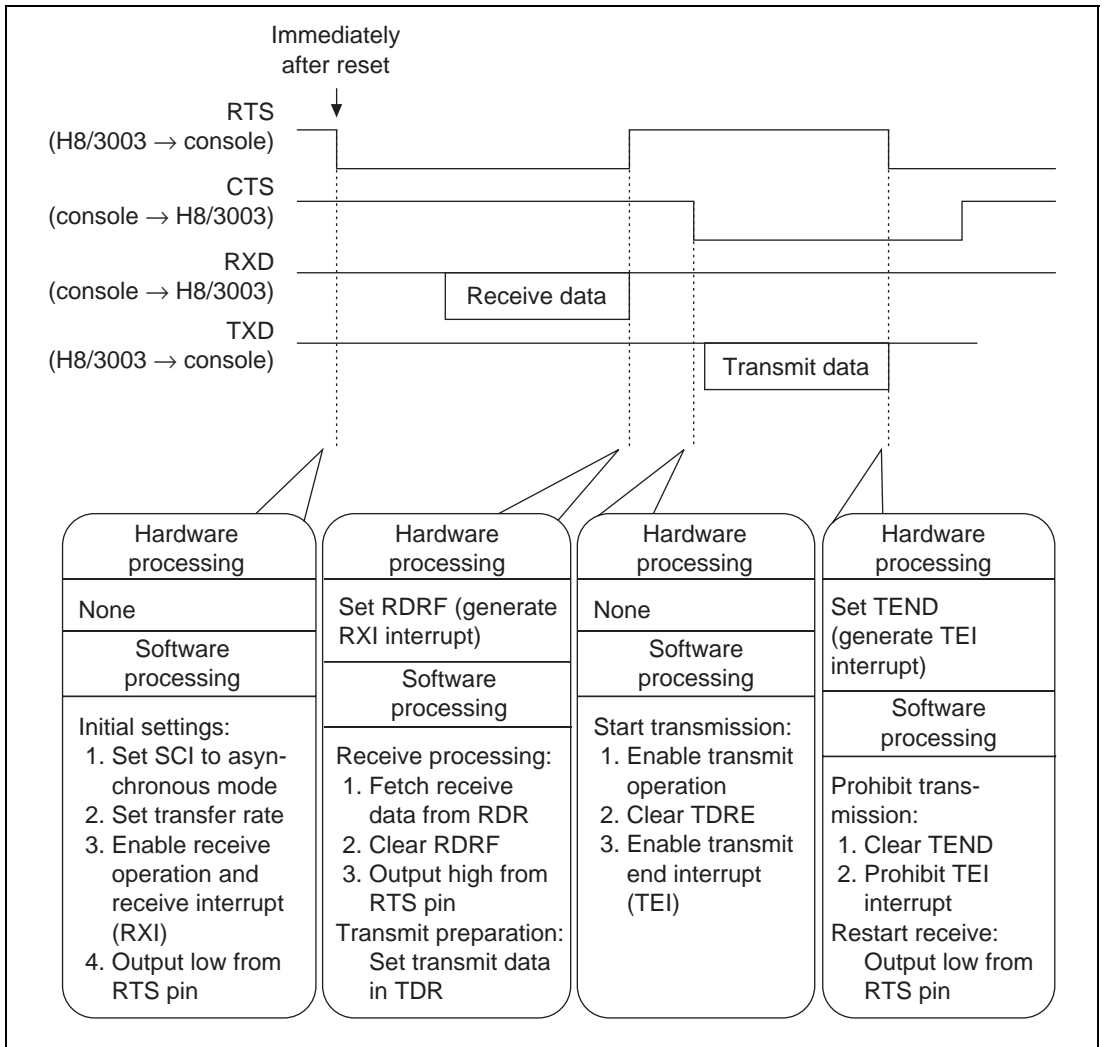 Immediately
after reset
RTS
(H8/3003 → console)
CTS
(console → H8/3003)
RXD
(console → H8/3003)
Receive data
TXD
(H8/3003 → console)
Transmit data
Hardware
processing
None
Software
processing
Initial settings:
1. Set SCI to asyn-
chronous mode
2. Set transfer rate
3. Enable receive
operation and
receive interrupt
(RXI)
4. Output low from
RTS pin
Hardware
processing
Set RDRF (generate
RXI interrupt)
Software
processing
Receive processing:
1. Fetch receive
data from RDR
2. Clear RDRF
3. Output high from
RTS pin
Transmit preparation:
Set transmit data
in TDR
Hardware
processing
None
Software
processing
Start transmission:
1. Enable transmit
operation
2. Clear TDRE
3. Enable transmit
end interrupt
(TEI)
Hardware
processing
Set TEND
(generate TEI
interrupt)
Software
processing
Prohibit trans-
mission:
1. Clear TEND
2. Prohibit TEI
interrupt
Restart receive:
Output low from
RTS pin